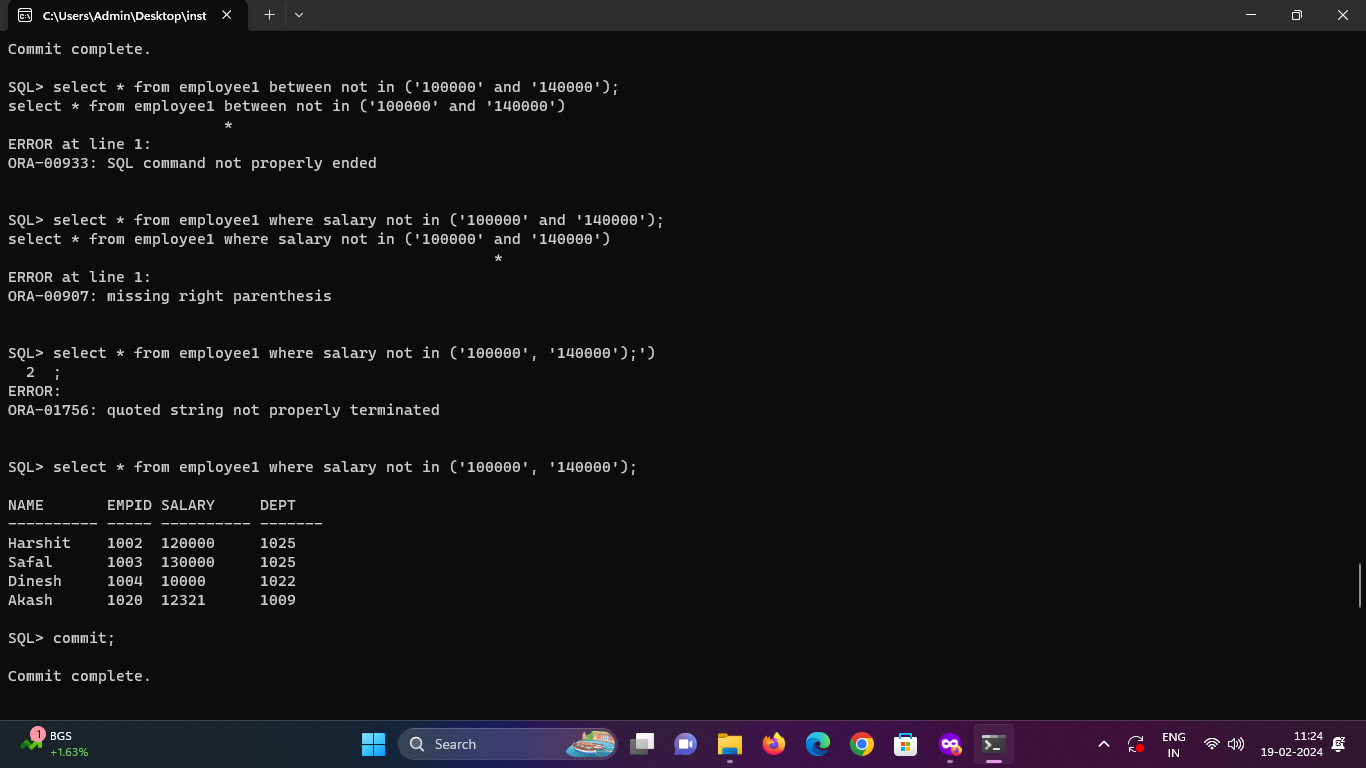 C:\Users\Admin\Desktop\inst
Commit complete.
SQL> select * from employee1 between not in ('100000' and '140000');
select * from employee1 between not in ('100000' and '140000')
*
ERROR at line 1:
ORA-00933: SQL command not properly ended
SQL> select * from employee1 where salary not in ('100000' and '140000');
select * from employee1 where salary not in ('100000' and '140000')
*
ERROR at line 1:
ORA-00907: missing right parenthesis
SQL> select * from employee1 where salary not in ('100000', '140000');')
2 ;
ERROR:
ORA-01756: quoted string not properly terminated
SQL> select * from employee1 where salary not in ('100000', '140000');
NAME EMPID SALARY DEPT
---------- ----- ---------- -------
Harshit 1002 120000 1025
Safal 1003 130000 1025
Dinesh 1004 10000 1022
Akash 1020 12321 1009
SQL> commit;
Commit complete.
1 BGS
+1.63%
Search
ENG
IN
11:24
19-02-2024